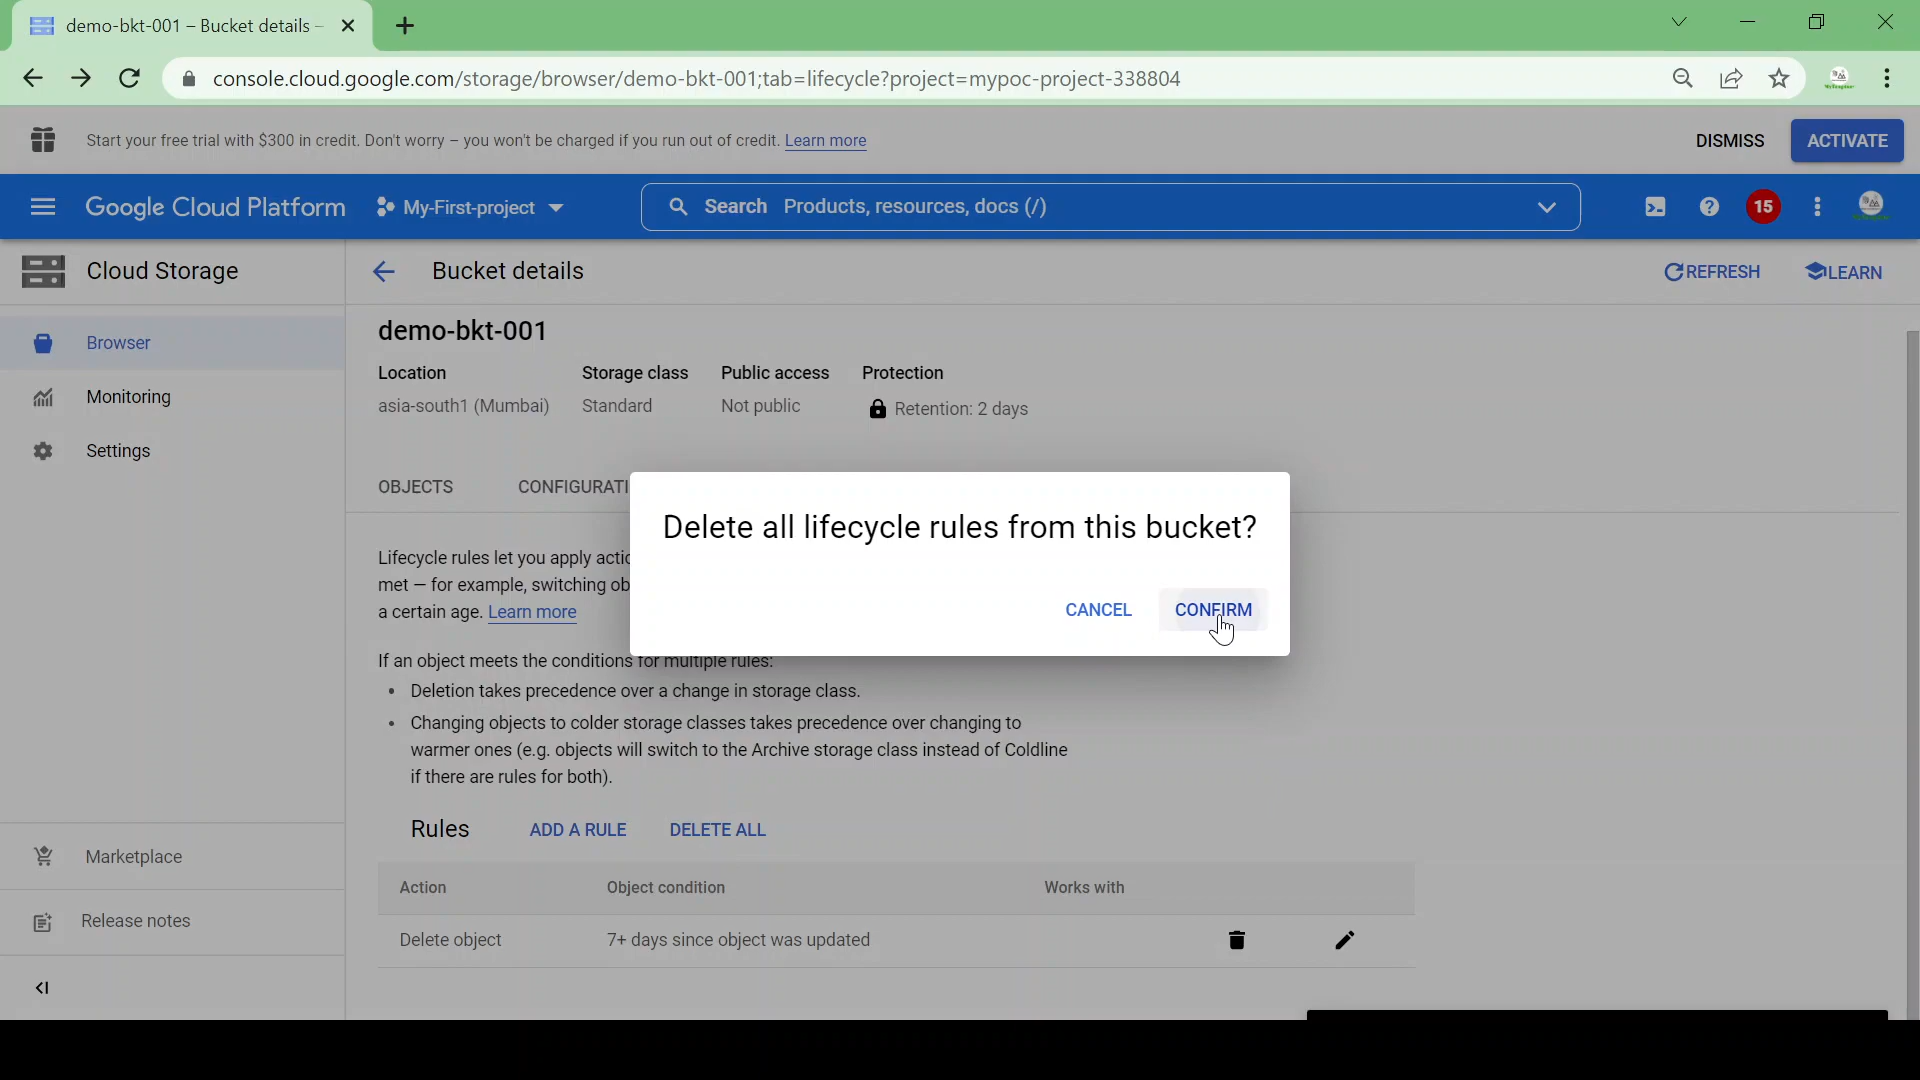 demo-bkt-001 – Bucket details –
console.cloud.google.com/storage/browser/demo-bkt-001;tab=lifecycle?project=mypoc-project-338804
Start your free trial with $300 in credit. Don't worry – you won't be charged if you run out of credit. Learn more
DISMISS
ACTIVATE
Google Cloud Platform
My-First-project
Search Products, resources, docs (/)
15
Cloud Storage
Bucket details
REFRESH
LEARN
Browser
Monitoring
Settings
Marketplace
Release notes
demo-bkt-001
Location
Storage class
Public access
Protection
asia-south1 (Mumbai)
Standard
Not public
Retention: 2 days
OBJECTS
CONFIGURATI
Delete all lifecycle rules from this bucket?
CANCEL
CONFIRM
Lifecycle rules let you apply actio
met – for example, switching ob
a certain age. Learn more
If an object meets the conditions for multiple rules:
• Deletion takes precedence over a change in storage class.
• Changing objects to colder storage classes takes precedence over changing to
warmer ones (e.g. objects will switch to the Archive storage class instead of Coldline
if there are rules for both).
Rules
ADD A RULE
DELETE ALL
Action
Object condition
Works with
Delete object
7+ days since object was updated